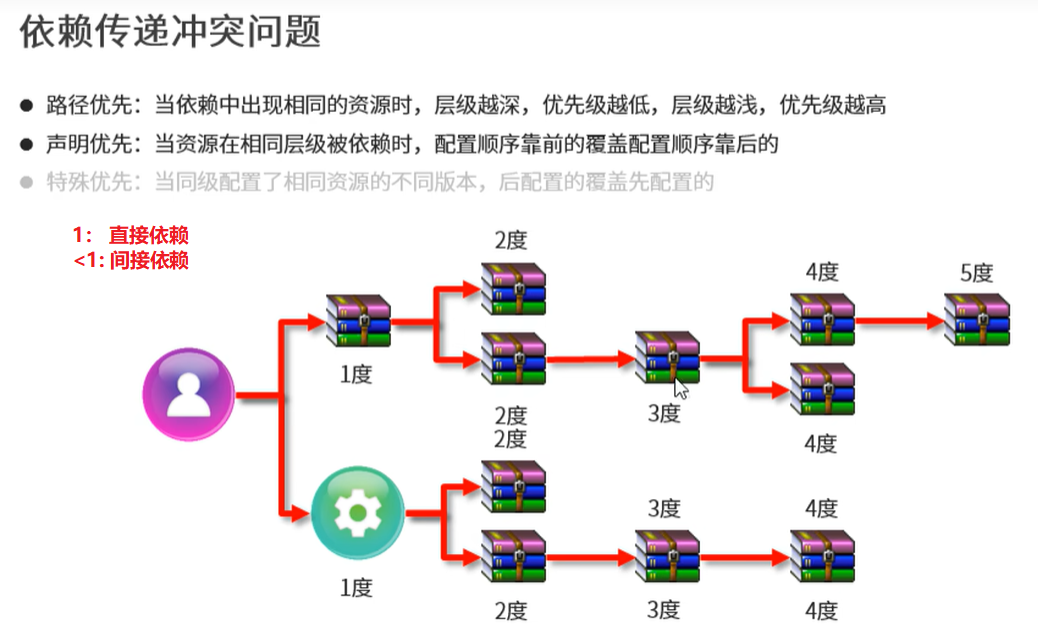 依赖传递冲突问题
● 路径优先：当依赖中出现相同的资源时，层级越深，优先级越低，层级越浅，优先级越高
● 声明优先：当资源在相同层级被依赖时，配置顺序靠前的覆盖配置顺序靠后的
● 特殊优先：当同级配置了相同资源的不同版本，后配置的覆盖先配置的
1： 直接依赖
<1: 间接依赖
2度
4度
5度
1度
2度
3度
2度
4度
3度
4度
1度
2度
3度
4度